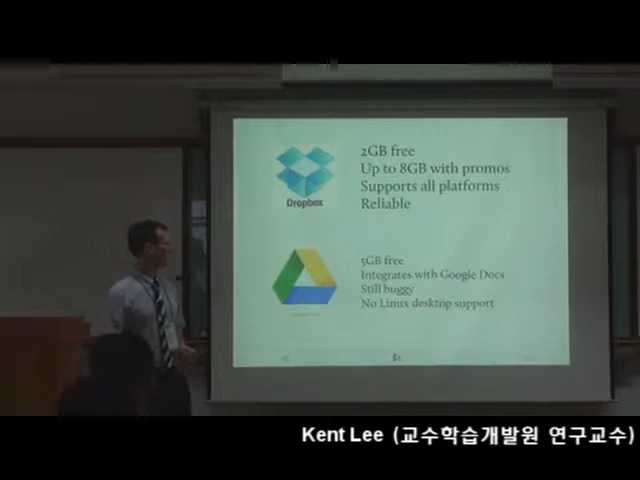 2GB free
Up to 8GB with promos
Supports all platforms
Reliable
Dropbox
5GB free
Integrates with Google Docs
Still buggy
No Linux desktop support
Kent Lee (교수학습개발원 연구교수)